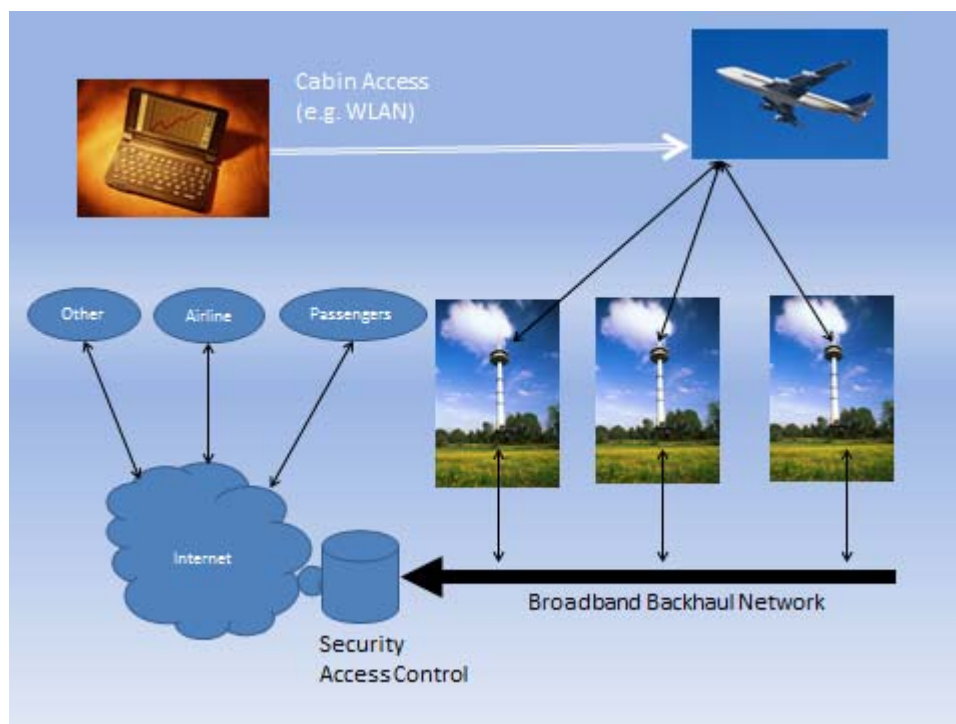 Cabin Access
(e.g. WLAN)
Other
Airline
Passengers
Internet
Broadband Backhaul Network
Security
Access Control